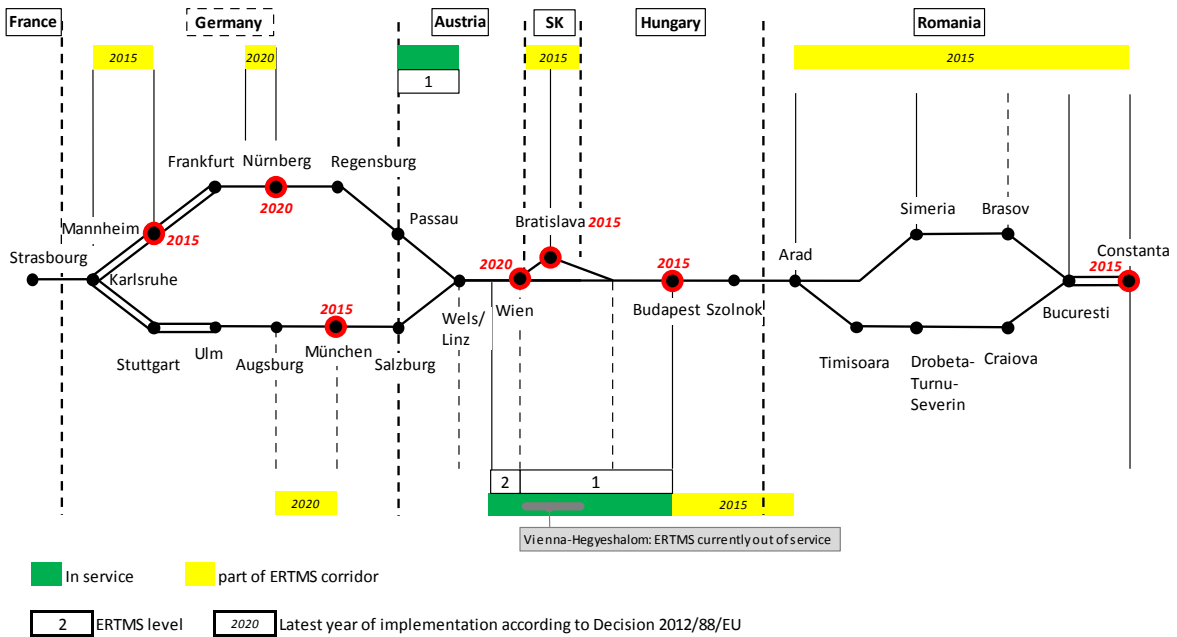 France
Germany
Austria
SK
Hungary
Romania
2015
2020
2015
2015
1
Frankfurt
Nürnberg
Regensburg
2020
Mannheim
2015
Passau
Bratislava 2015
Simeria
Brasov
Strasbourg
Karlsruhe
2020
2015
Arad
Constanta
2015
Wels/
Linz
Wien
Budapest
Szolnok
Bucuresti
2015
Stuttgart
Ulm
Augsburg
München
Salzburg
Timisoara
Drobeta-
Turnu-
Severin
Craiova
2
1
2020
2015
Vienna-Hegyeshalom: ERTMS currently out of service
In service
part of ERTMS corridor
2
ERTMS level
2020
Latest year of implementation according to Decision 2012/88/EU